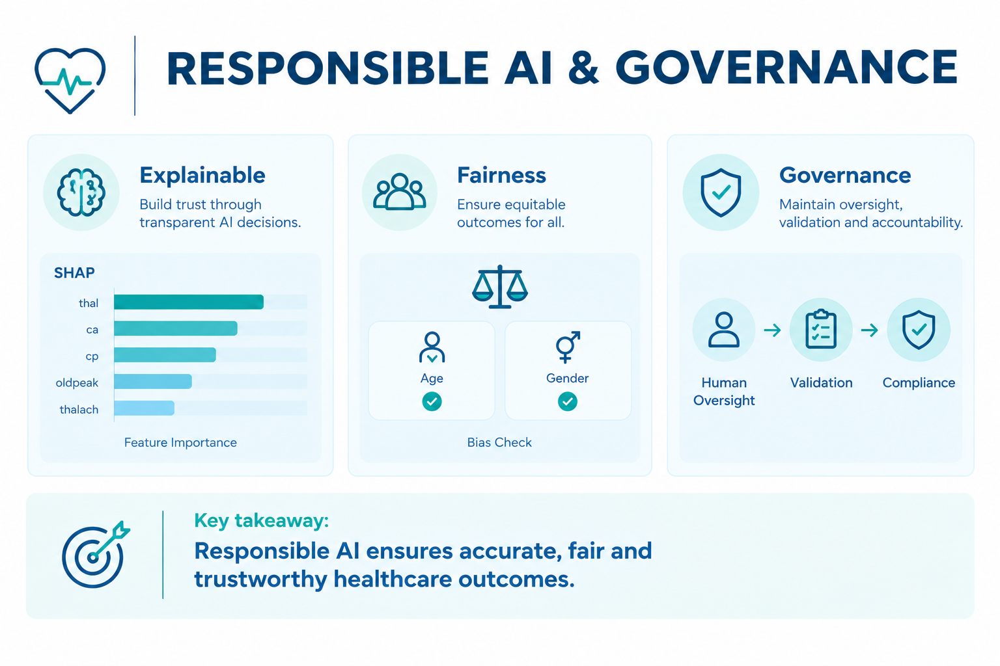 RESPONSIBLE AI & GOVERNANCE
Explainable
Build trust through
transparent AI decisions.
SHAP
thal
ca
cp
oldpeak
thalach
Feature Importance
Fairness
Ensure equitable
outcomes for all.
Age
Gender
Bias Check
Governance
Maintain oversight,
validation and accountability.
Human
Oversight
Validation
Compliance
Key takeaway:
Responsible AI ensures accurate, fair and
trustworthy healthcare outcomes.